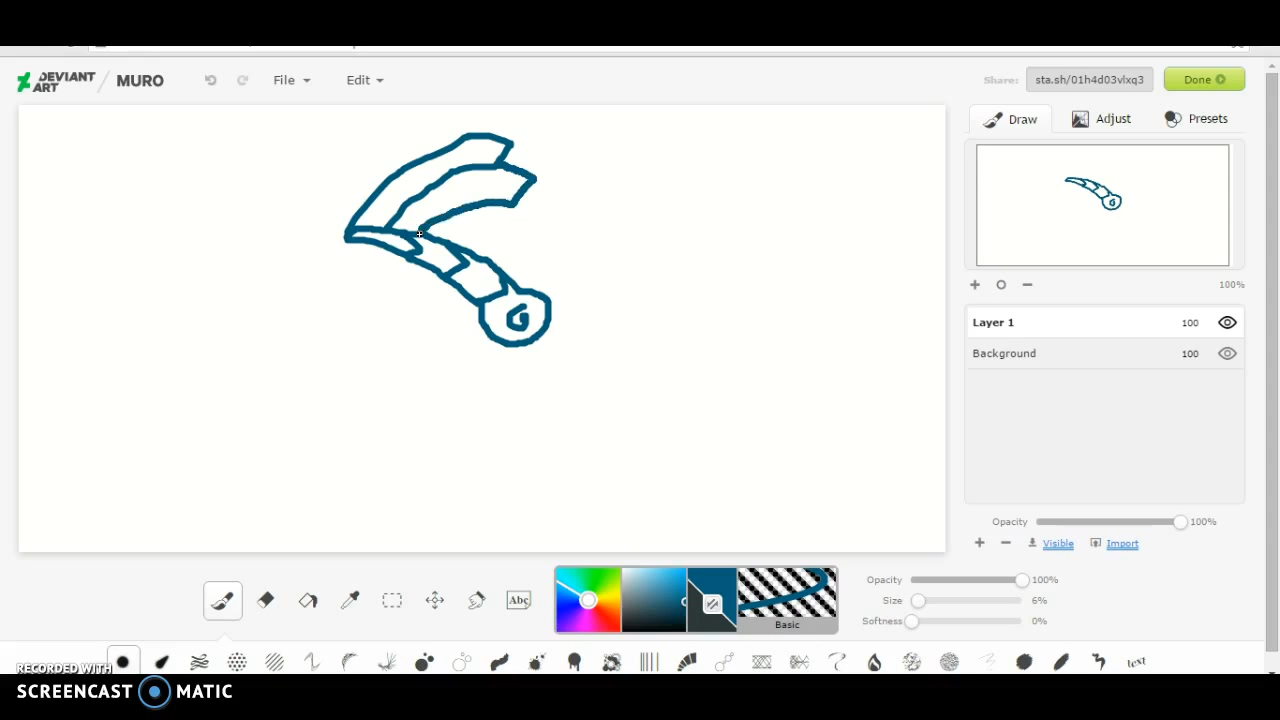 DEVIANT ART / MURO
File
Edit
Share:
sta.sh/01h4d03vlxq3
Done
Draw
Adjust
Presets
100%
Layer 1
100
Background
100
Opacity
100%
Visible
Import
Abc
Basic
Opacity
100%
Size
6%
Softness
0%
text
RECORDED WITH
SCREENCAST MATIC